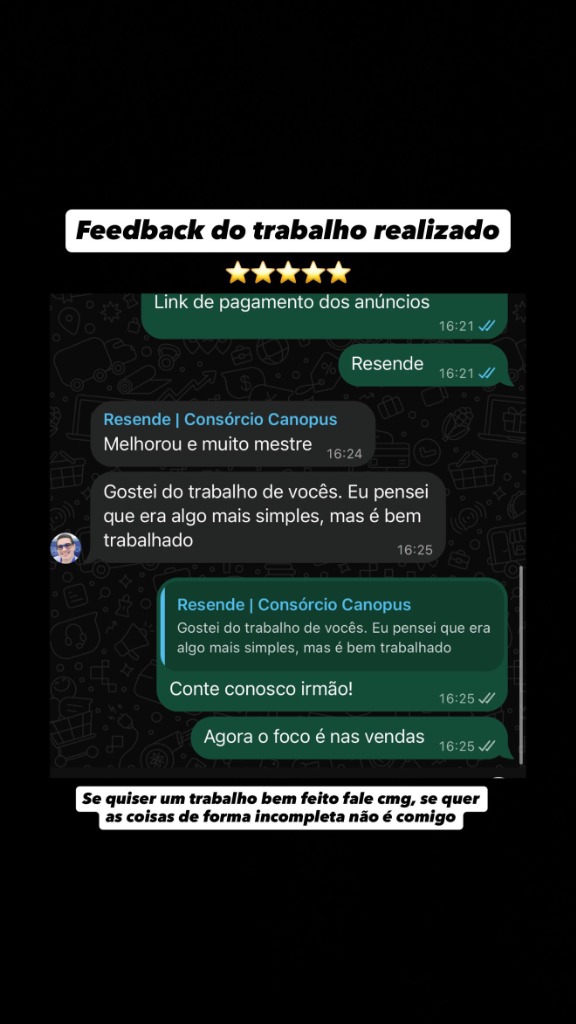 Feedback do trabalho realizado
⭐⭐⭐⭐⭐
Link de pagamento dos anúncios
16:21
Resende
16:21
Resende | Consórcio Canopus
Melhorou e muito mestre
16:24
Gostei do trabalho de vocês. Eu pensei
que era algo mais simples, mas é bem
trabalhado
16:25
Resende | Consórcio Canopus
Gostei do trabalho de vocês. Eu pensei que era
algo mais simples, mas é bem trabalhado
Conte conosco irmão!
16:25
Agora o foco é nas vendas
16:25
Se quiser um trabalho bem feito fale cmg, se quer
as coisas de forma incompleta não é comigo